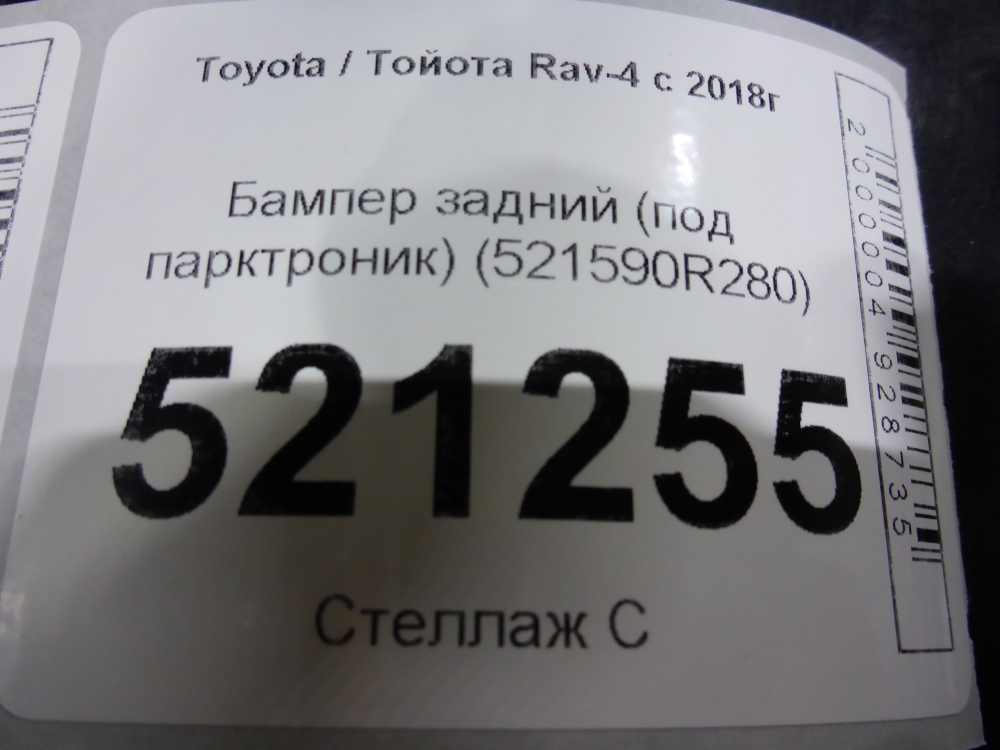 Toyota / Тойота Rav-4 с 2018г
Бампер задний (под
парктроник) (521590R280)
521255
Стеллаж С
2000004928735